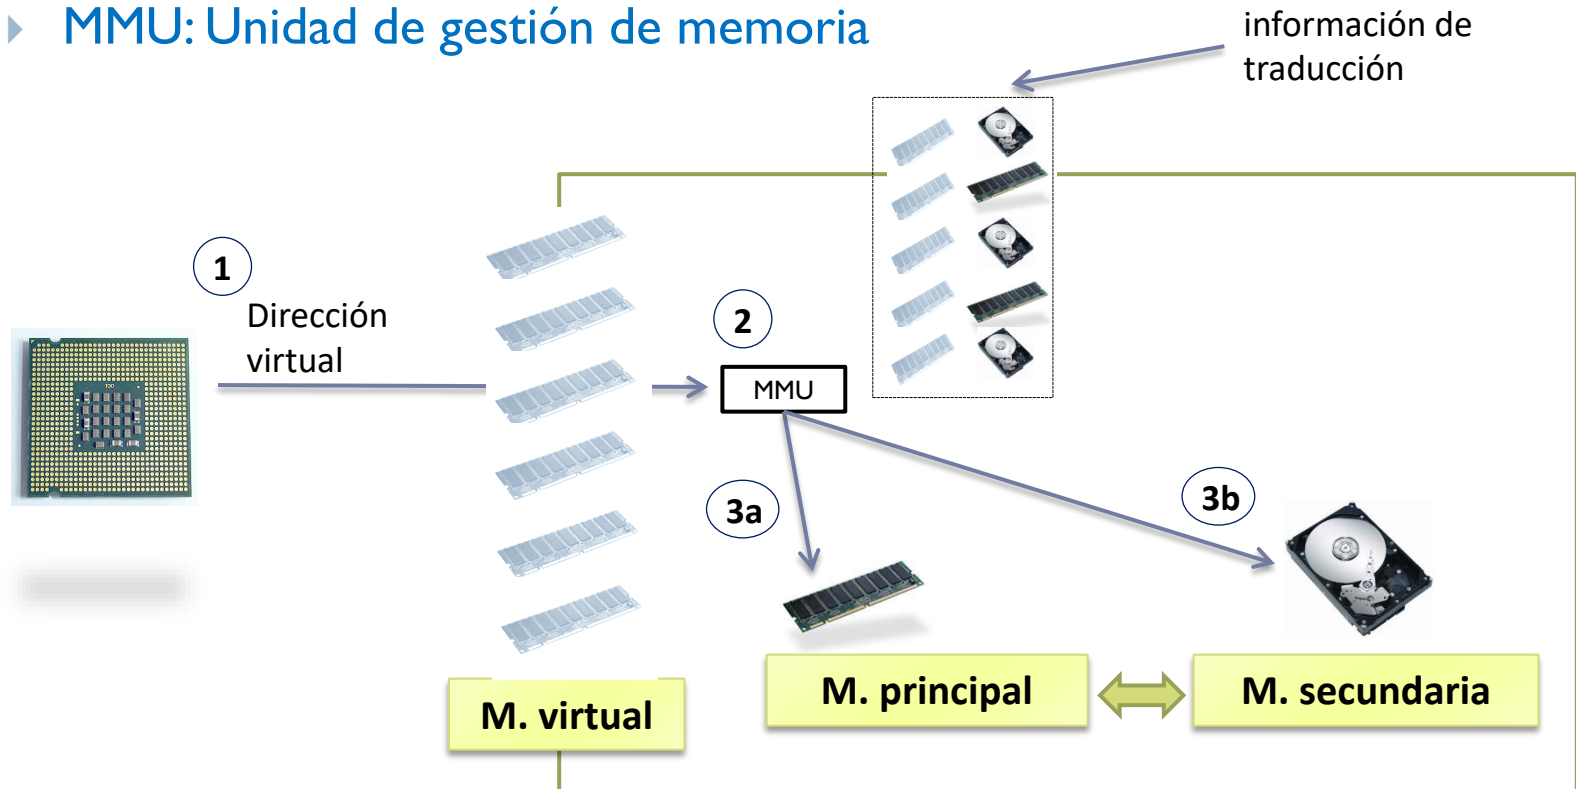 MMU: Unidad de gestión de memoria
información de
traducción
1
Dirección
virtual
2
MMU
3a
3b
M. virtual
M. principal
M. secundaria